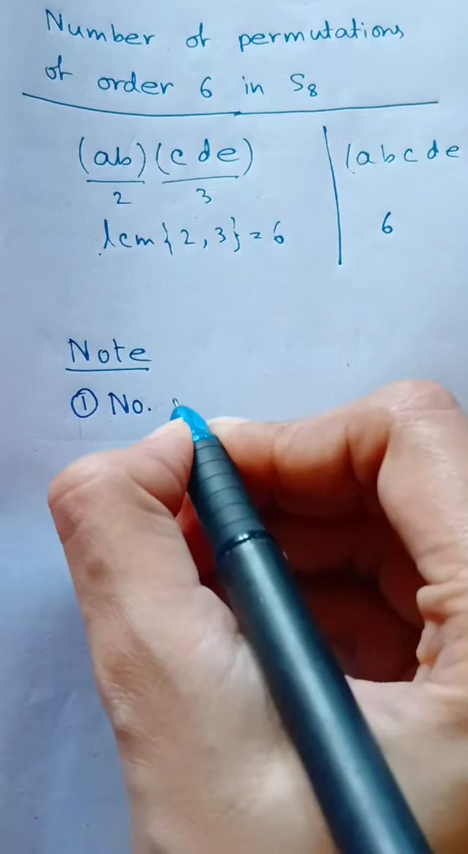 Number of permutations
of order 6 in S₈
(ab)(cde)
2 3
lcm{2,3}=6
(abcde
6
Note
① No.